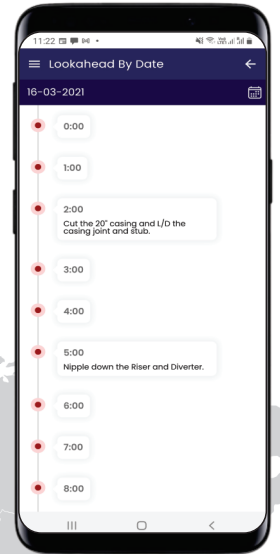 11:22
Lookahead By Date
16-03-2021
0:00
1:00
2:00
Cut the 20" casing and L/D the
casing joint and stub.
3:00
4:00
5:00
Nipple down the Riser and Diverter.
6:00
7:00
8:00